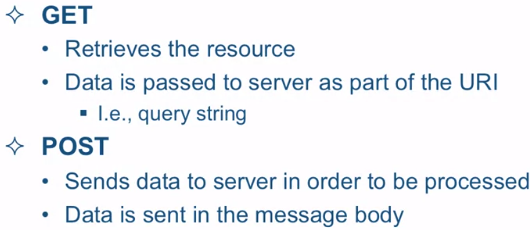 ✧ GET
• Retrieves the resource
• Data is passed to server as part of the URI
▪ I.e., query string
✧ POST
• Sends data to server in order to be processed
• Data is sent in the message body